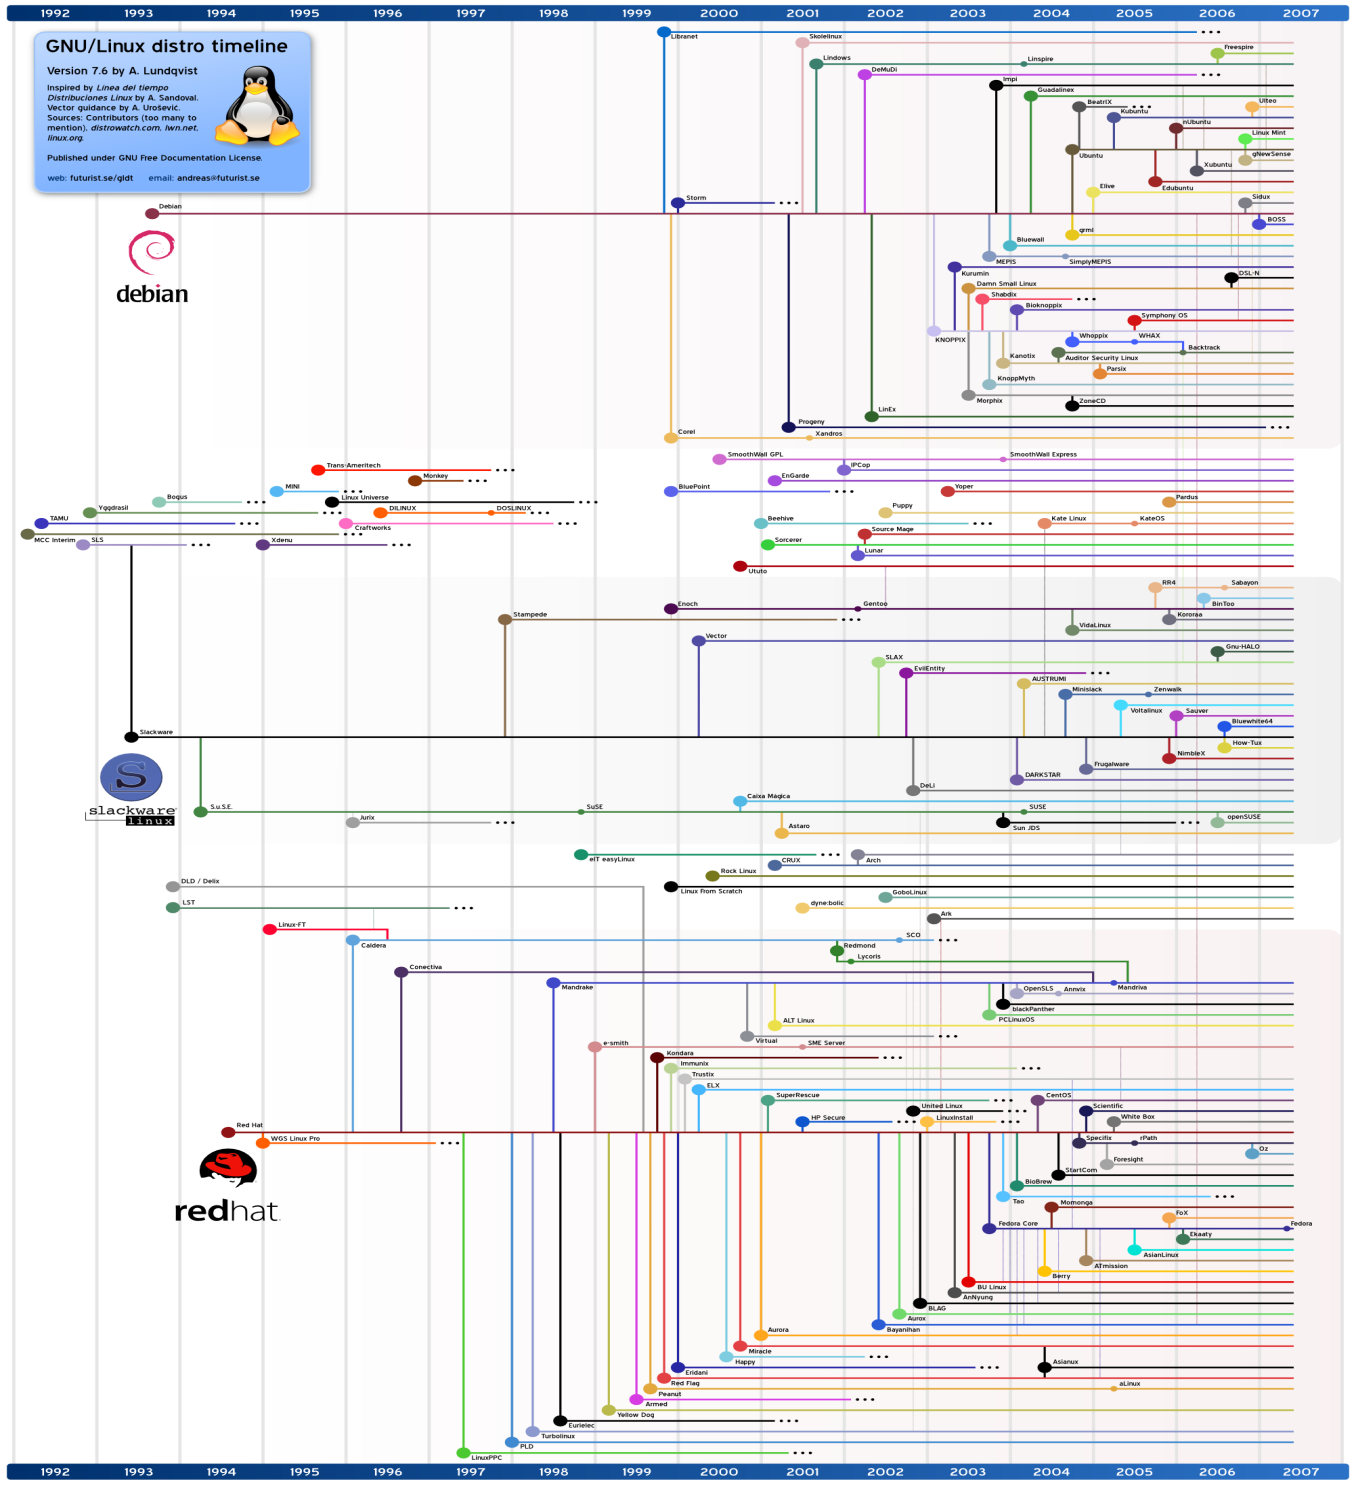 1992 1993 1994 1995 1996 1997 1998 1999 2000 2001 2002 2003 2004 2005 2006 2007
GNU/Linux distro timeline
Version 7.6 by A. Lundqvist
Inspired by Línea del tiempo
Distribuciones Linux by A. Sandoval.
Vector guidance by A. Urošević.
Sources: Contributors (too many to
mention), distrowatch.com, lwn.net,
linux.org.
Published under GNU Free Documentation License.
web: futurist.se/gldt email: andreas@futurist.se
Libranet
Skolelinux
Freespire
Lindows
Linspire
DeMuDi
Impi
Guadalinex
BeatrIX
Ulteo
Kubuntu
nUbuntu
Linux Mint
Ubuntu
gNewSense
Xubuntu
Edubuntu
Elive
Storm
Sidux
Debian
BOSS
grml
Bluewall
MEPIS
SimplyMEPIS
Kurumin
DSL-N
Damn Small Linux
Shabdix
Bioknoppix
Symphony OS
KNOPPIX
Whoppix
WHAX
Backtrack
Kanotix
Auditor Security Linux
Parsix
KnoppMyth
Morphix
ZoneCD
LinEx
Progeny
Corel
Xandros
debian
SmoothWall GPL
SmoothWall Express
Trans-Ameritech
IPCop
Monkey
EnGarde
MINI
BluePoint
Yoper
Bogus
Linux Universe
Pardus
Yggdrasil
DILINUX
DOSLINUX
Puppy
TAMU
Craftworks
Beehive
Kate Linux
KateOS
MCC Interim
Source Mage
SLS
Xdenu
Sorcerer
Lunar
Ututo
RR4
Sabayon
BinToo
Enoch
Gentoo
Stampede
Kororaa
VidaLinux
Vector
Gnu-HALO
SLAX
EvilEntity
AUSTRUMI
Minislack
Zenwalk
Voltalinux
Sauver
Bluewhite64
Slackware
How-Tux
NimbleX
Frugalware
DARKSTAR
DeLi
Caixa Mágica
S.u.S.E.
SuSE
SUSE
Jurix
Sun JDS
openSUSE
Astaro
slackware
linux
eIT easyLinux
Arch
CRUX
Rock Linux
DLD / Delix
Linux From Scratch
GoboLinux
LST
dyne:bolic
Ark
Linux-FT
Caldera
SCO
Redmond
Lycoris
Conectiva
Mandrake
Mandriva
OpenSLS
Annvix
blackPanther
PCLinuxOS
ALT Linux
Virtual
e-smith
SME Server
Kondara
Immunix
Trustix
ELX
SuperRescue
CentOS
United Linux
Scientific
HP Secure
LinuxInstall
White Box
Red Hat
WGS Linux Pro
Specifix
rPath
Oz
Foresight
StartCom
BioBrew
Tao
Momonga
FoX
Fedora Core
Fedora
Ekaaty
AsianLinux
ATmission
Berry
BU Linux
AnNyung
BLAG
Aurox
Bayanihan
Aurora
Miracle
Happy
Asianux
Eridani
Red Flag
aLinux
Peanut
Armed
Yellow Dog
Eurielec
Turbolinux
PLD
LinuxPPC
redhat.
1992 1993 1994 1995 1996 1997 1998 1999 2000 2001 2002 2003 2004 2005 2006 2007